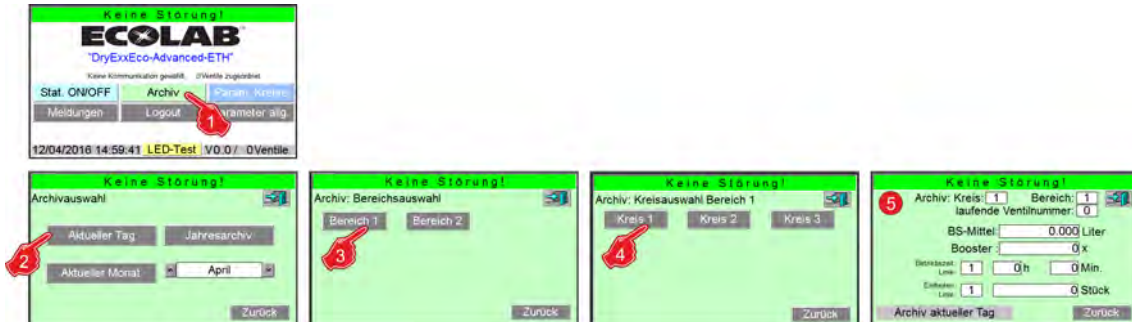 Keine Störung!
ECOLAB
"DryExxEco-Advanced-ETH"
Keine Kommunikation gewählt. 0Ventile zugeordnet
Stat. ON/OFF Archiv Param. Kreise
Meldungen Logout Parameter allg.
1
12/04/2016 14:59:41 LED-Test V0.0 / 0Ventile
Keine Störung!
Archivauswahl
Aktueller Tag Jahresarchiv
2
Aktueller Monat April
Zurück
Keine Störung!
Archiv: Bereichsauswahl
Bereich 1 Bereich 2
3
Zurück
Keine Störung!
Archiv: Kreisauswahl Bereich 1
Kreis 1 Kreis 2 Kreis 3
4
Zurück
Keine Störung!
5
Archiv: Kreis: 1 Bereich: 1
laufende Ventilnummer: 0
BS-Mittel: 0.000 Liter
Booster : 0 x
Betriebszeit
Linie: 1 0 h 0 Min.
Einheiten
Linie: 1 0 Stück
Archiv aktueller Tag Zurück